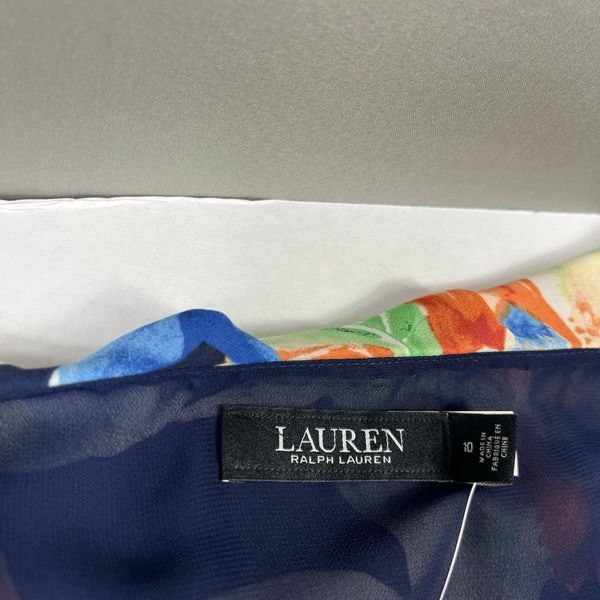 LAUREN
RALPH LAUREN
10
MADE IN
CHINA
FABRIQUÉ EN
CHINE